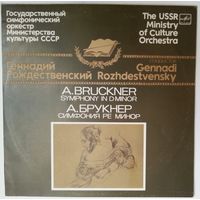 Государственный
симфонический
оркестр
Министерства
культуры СССР
The USSR
Ministry
of Culture
Orchestra
Геннадий
Рождественский
Gennadi
Rozhdestvensky
A.BRUCKNER
SYMPHONY IN D MINOR
А.БРУКНЕР
СИМФОНИЯ РЕ МИНОР